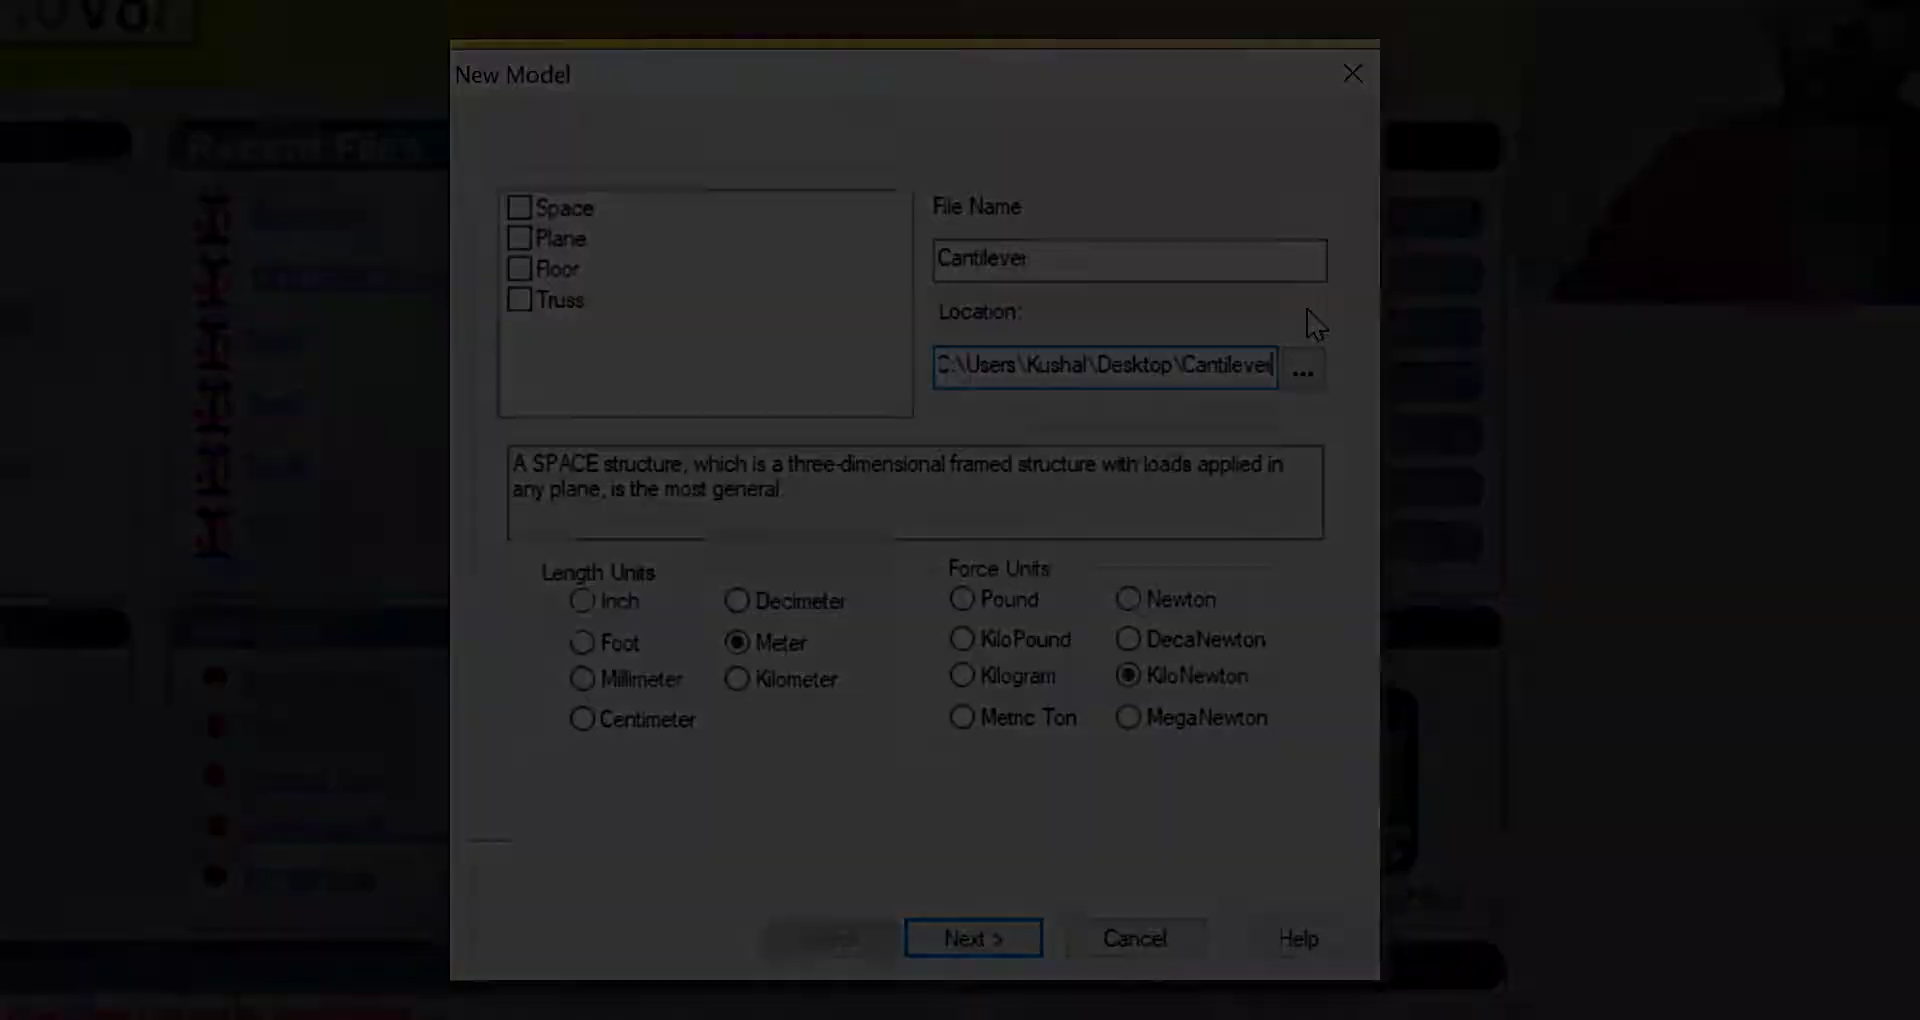 Recent Files
New Model
Space
Plane
Floor
Truss
File Name
Cantilever
Location:
C:\Users\Kushal\Desktop\Cantilever
...
A SPACE structure, which is a three-dimensional framed structure with loads applied in
any plane, is the most general.
Length Units
Inch
Decimeter
Foot
Meter
Millimeter
Kilometer
Centimeter
Force Units
Pound
Newton
KiloPound
DecaNewton
Kilogram
KiloNewton
Metric Ton
MegaNewton
Next >
Cancel
Help